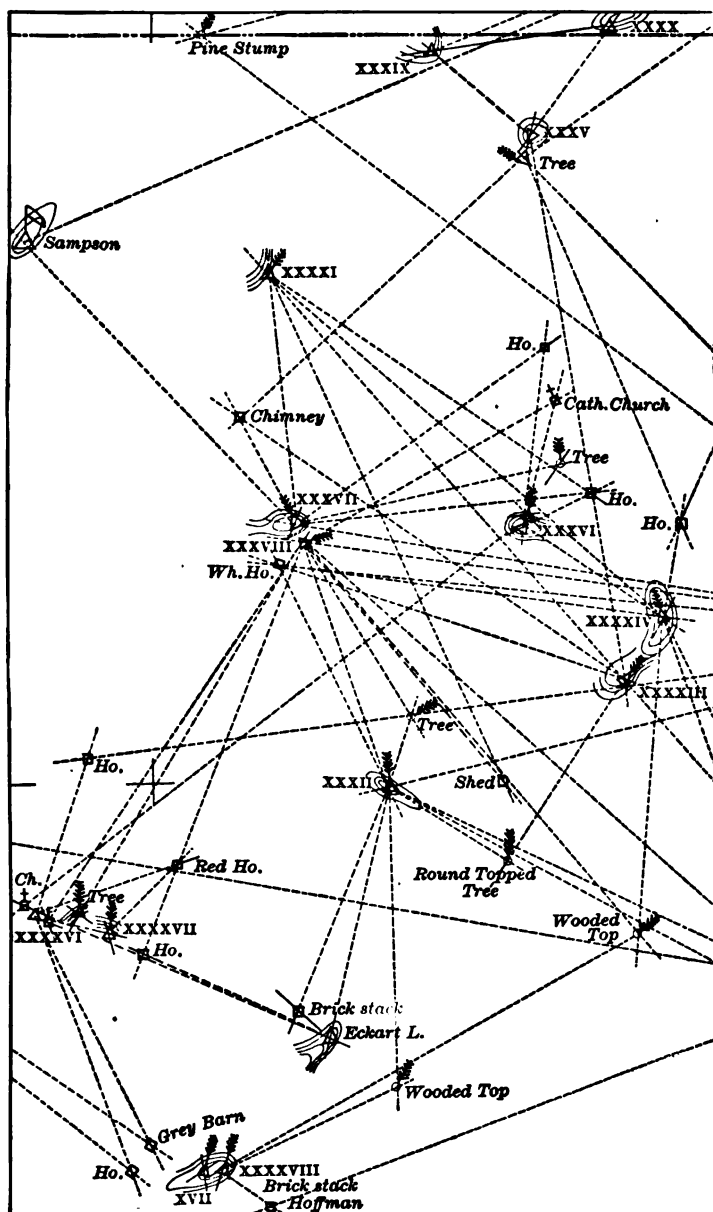 XXXX
Pine Stump
XXXIX
XXXV
Tree
Sampson
XXXXI
Ho.
Cath. Church
Chimney
Tree
XXXVII
Ho.
Ho.
XXXVI
XXXVIII
Wh. Ho.
XXXXIV
XXXXIII
Tree
Ho.
XXXII
Shed
Red Ho.
Round Topped
Tree
Ch.
Tree
Wooded
Top
XXXXVI
XXXXVII
Ho.
Brick stack
Eckart L.
Wooded Top
Grey Barn
Ho.
XXXXVIII
XVII
Brick stack
Hoffman